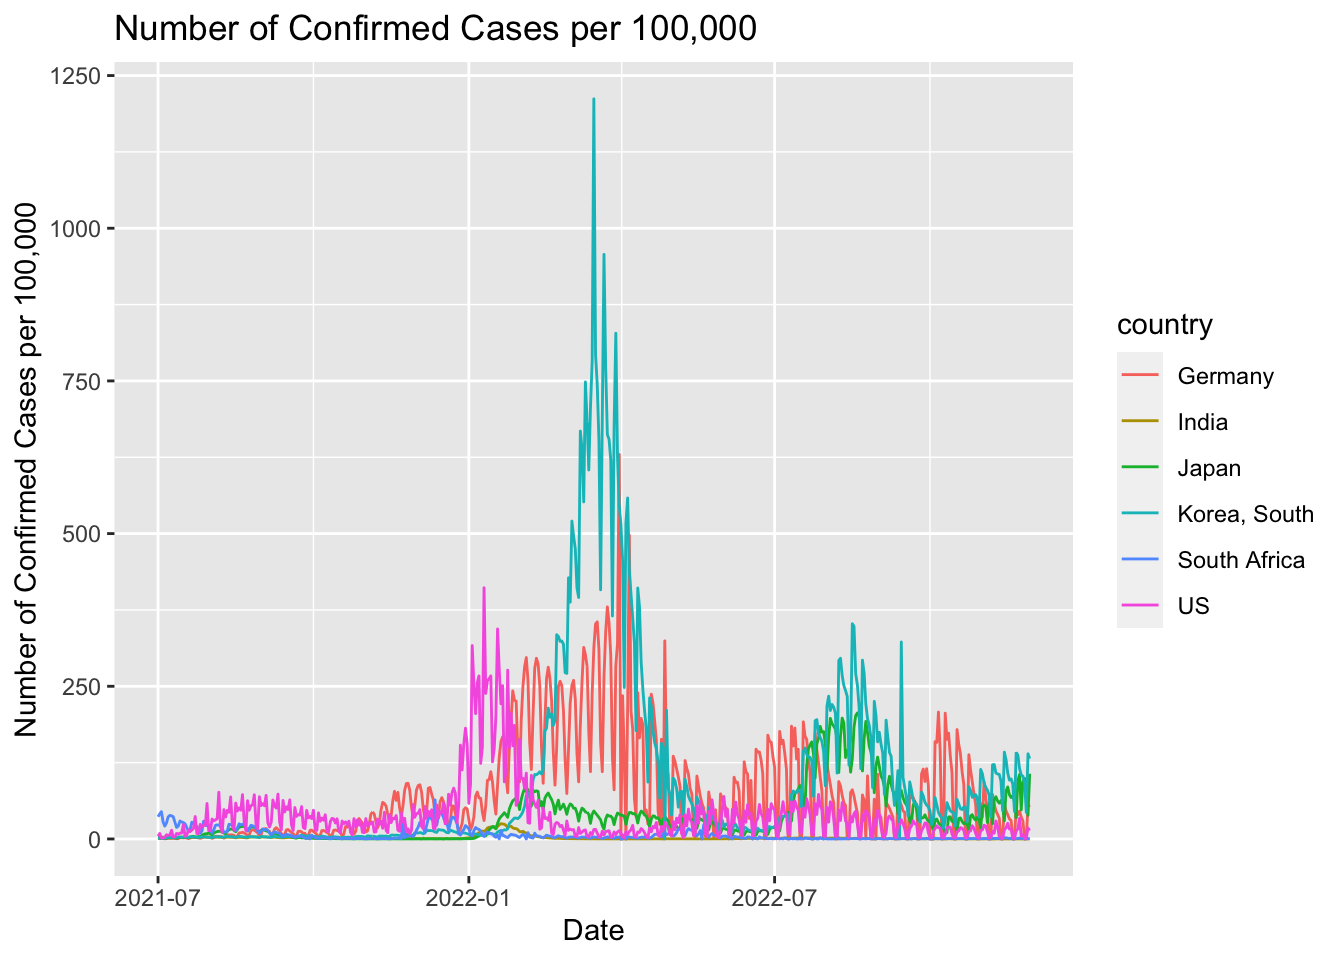 Number of Confirmed Cases per 100,000
Number of Confirmed Cases per 100,000
1250
1000
750
500
250
0
2021-07
2022-01
2022-07
Date
country
Germany
India
Japan
Korea, South
South Africa
US